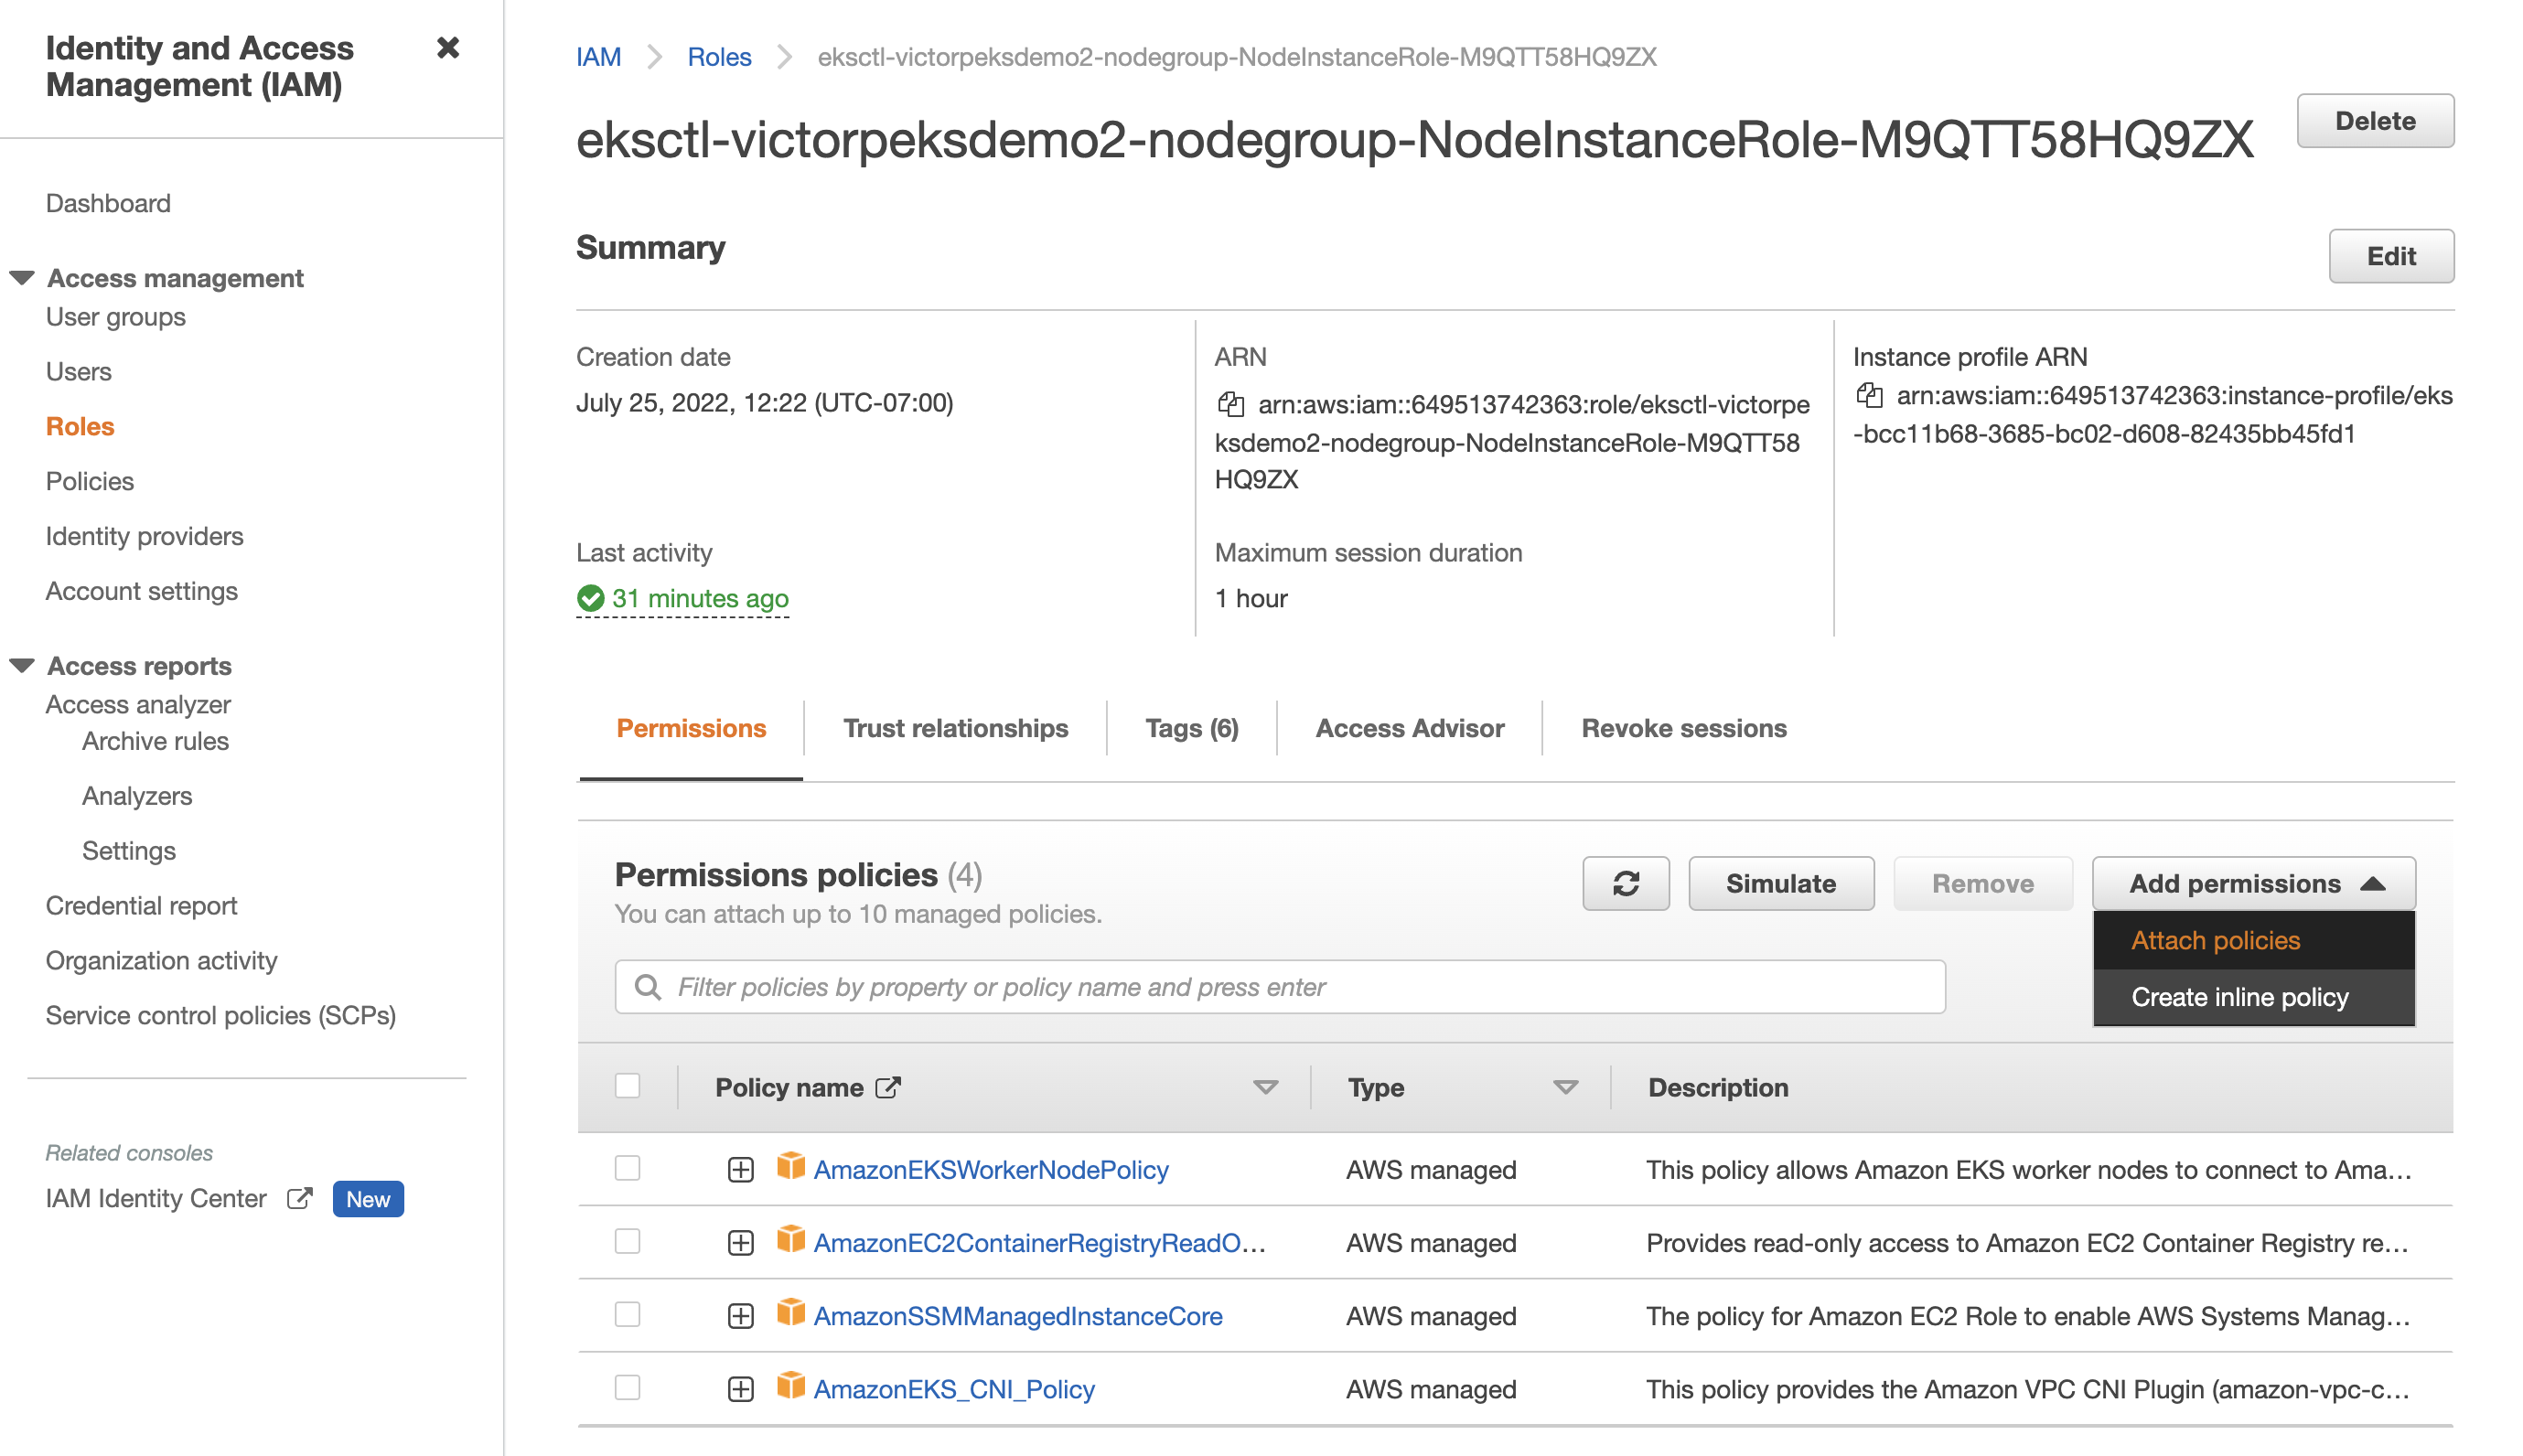 Identity and Access
Management (IAM)
Dashboard
Access management
User groups
Users
Roles
Policies
Identity providers
Account settings
Access reports
Access analyzer
Archive rules
Analyzers
Settings
Credential report
Organization activity
Service control policies (SCPs)
Related consoles
IAM Identity Center New
IAM Roles eksctl-victorpeksdemo2-nodegroup-NodeInstanceRole-M9QTT58HQ9ZX
eksctl-victorpeksdemo2-nodegroup-NodeInstanceRole-M9QTT58HQ9ZX
Delete
Summary
Edit
Creation date
July 25, 2022, 12:22 (UTC-07:00)
ARN
arn:aws:iam::649513742363:role/eksctl-victorpe
ksdemo2-nodegroup-NodeInstanceRole-M9QTT58
HQ9ZX
Instance profile ARN
arn:aws:iam::649513742363:instance-profile/eks
-bcc11b68-3685-bc02-d608-82435bb45fd1
Last activity
31 minutes ago
Maximum session duration
1 hour
Permissions Trust relationships Tags (6) Access Advisor Revoke sessions
Permissions policies (4)
You can attach up to 10 managed policies.
Simulate Remove Add permissions
Attach policies
Create inline policy
Filter policies by property or policy name and press enter
Policy name Type Description
AmazonEKSWorkerNodePolicy AWS managed This policy allows Amazon EKS worker nodes to connect to Ama...
AmazonEC2ContainerRegistryReadO... AWS managed Provides read-only access to Amazon EC2 Container Registry re...
AmazonSSMManagedInstanceCore AWS managed The policy for Amazon EC2 Role to enable AWS Systems Manag...
AmazonEKS_CNI_Policy AWS managed This policy provides the Amazon VPC CNI Plugin (amazon-vpc-c...